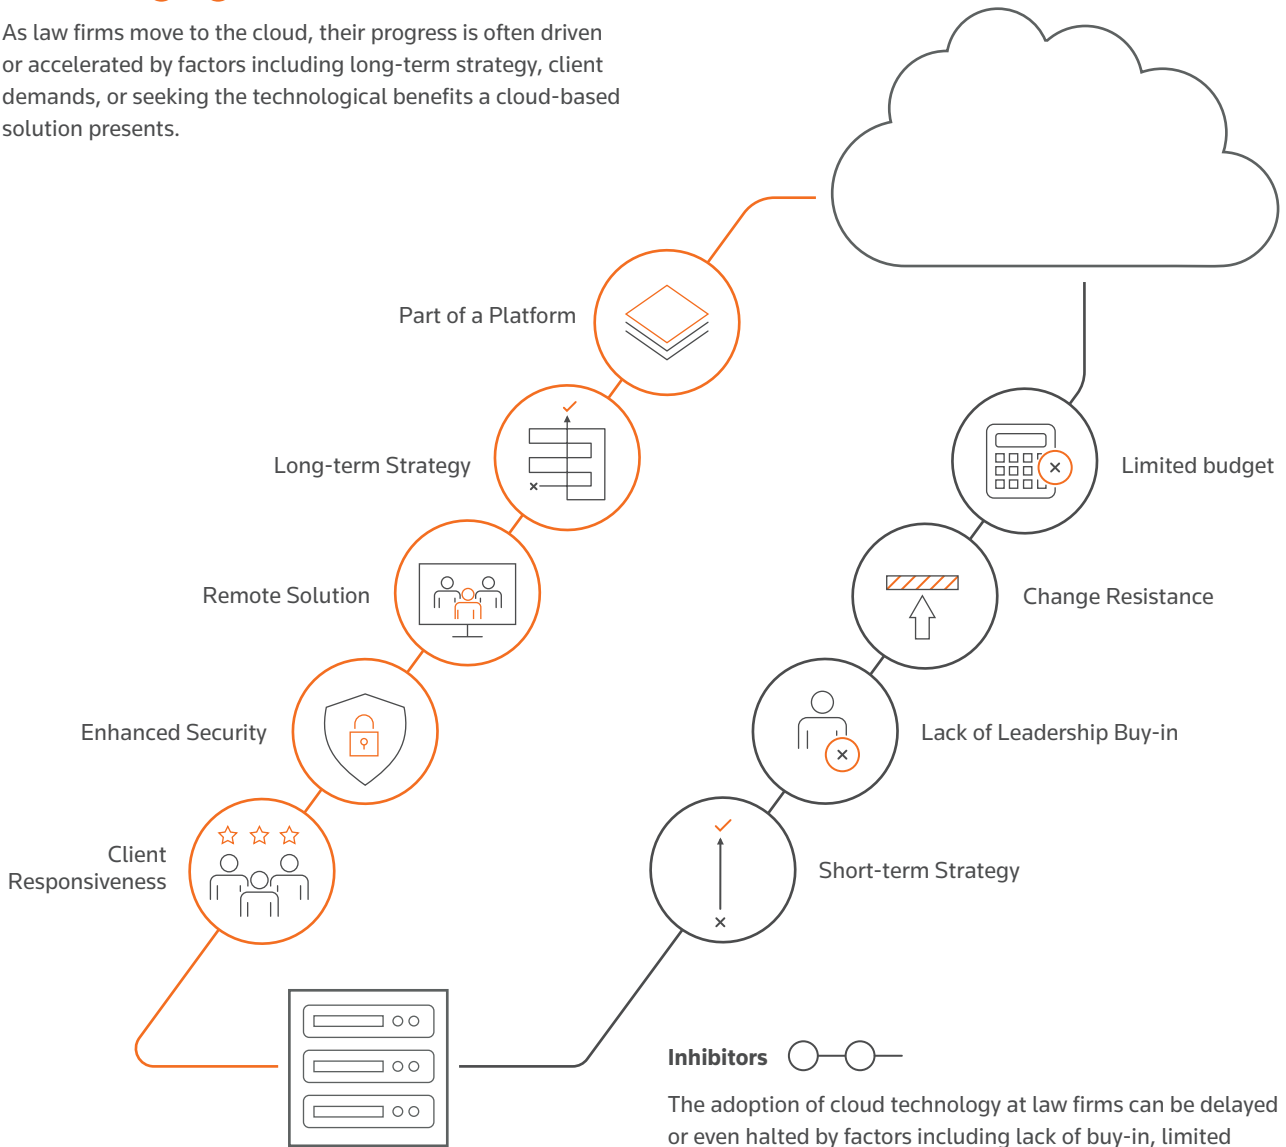 As law firms move to the cloud, their progress is often driven
or accelerated by factors including long-term strategy, client
demands, or seeking the technological benefits a cloud-based
solution presents.
Part of a Platform
Long-term Strategy
Remote Solution
Enhanced Security
Client
Responsiveness
Limited budget
Change Resistance
Lack of Leadership Buy-in
Short-term Strategy
Inhibitors
The adoption of cloud technology at law firms can be delayed
or even halted by factors including lack of buy-in, limited